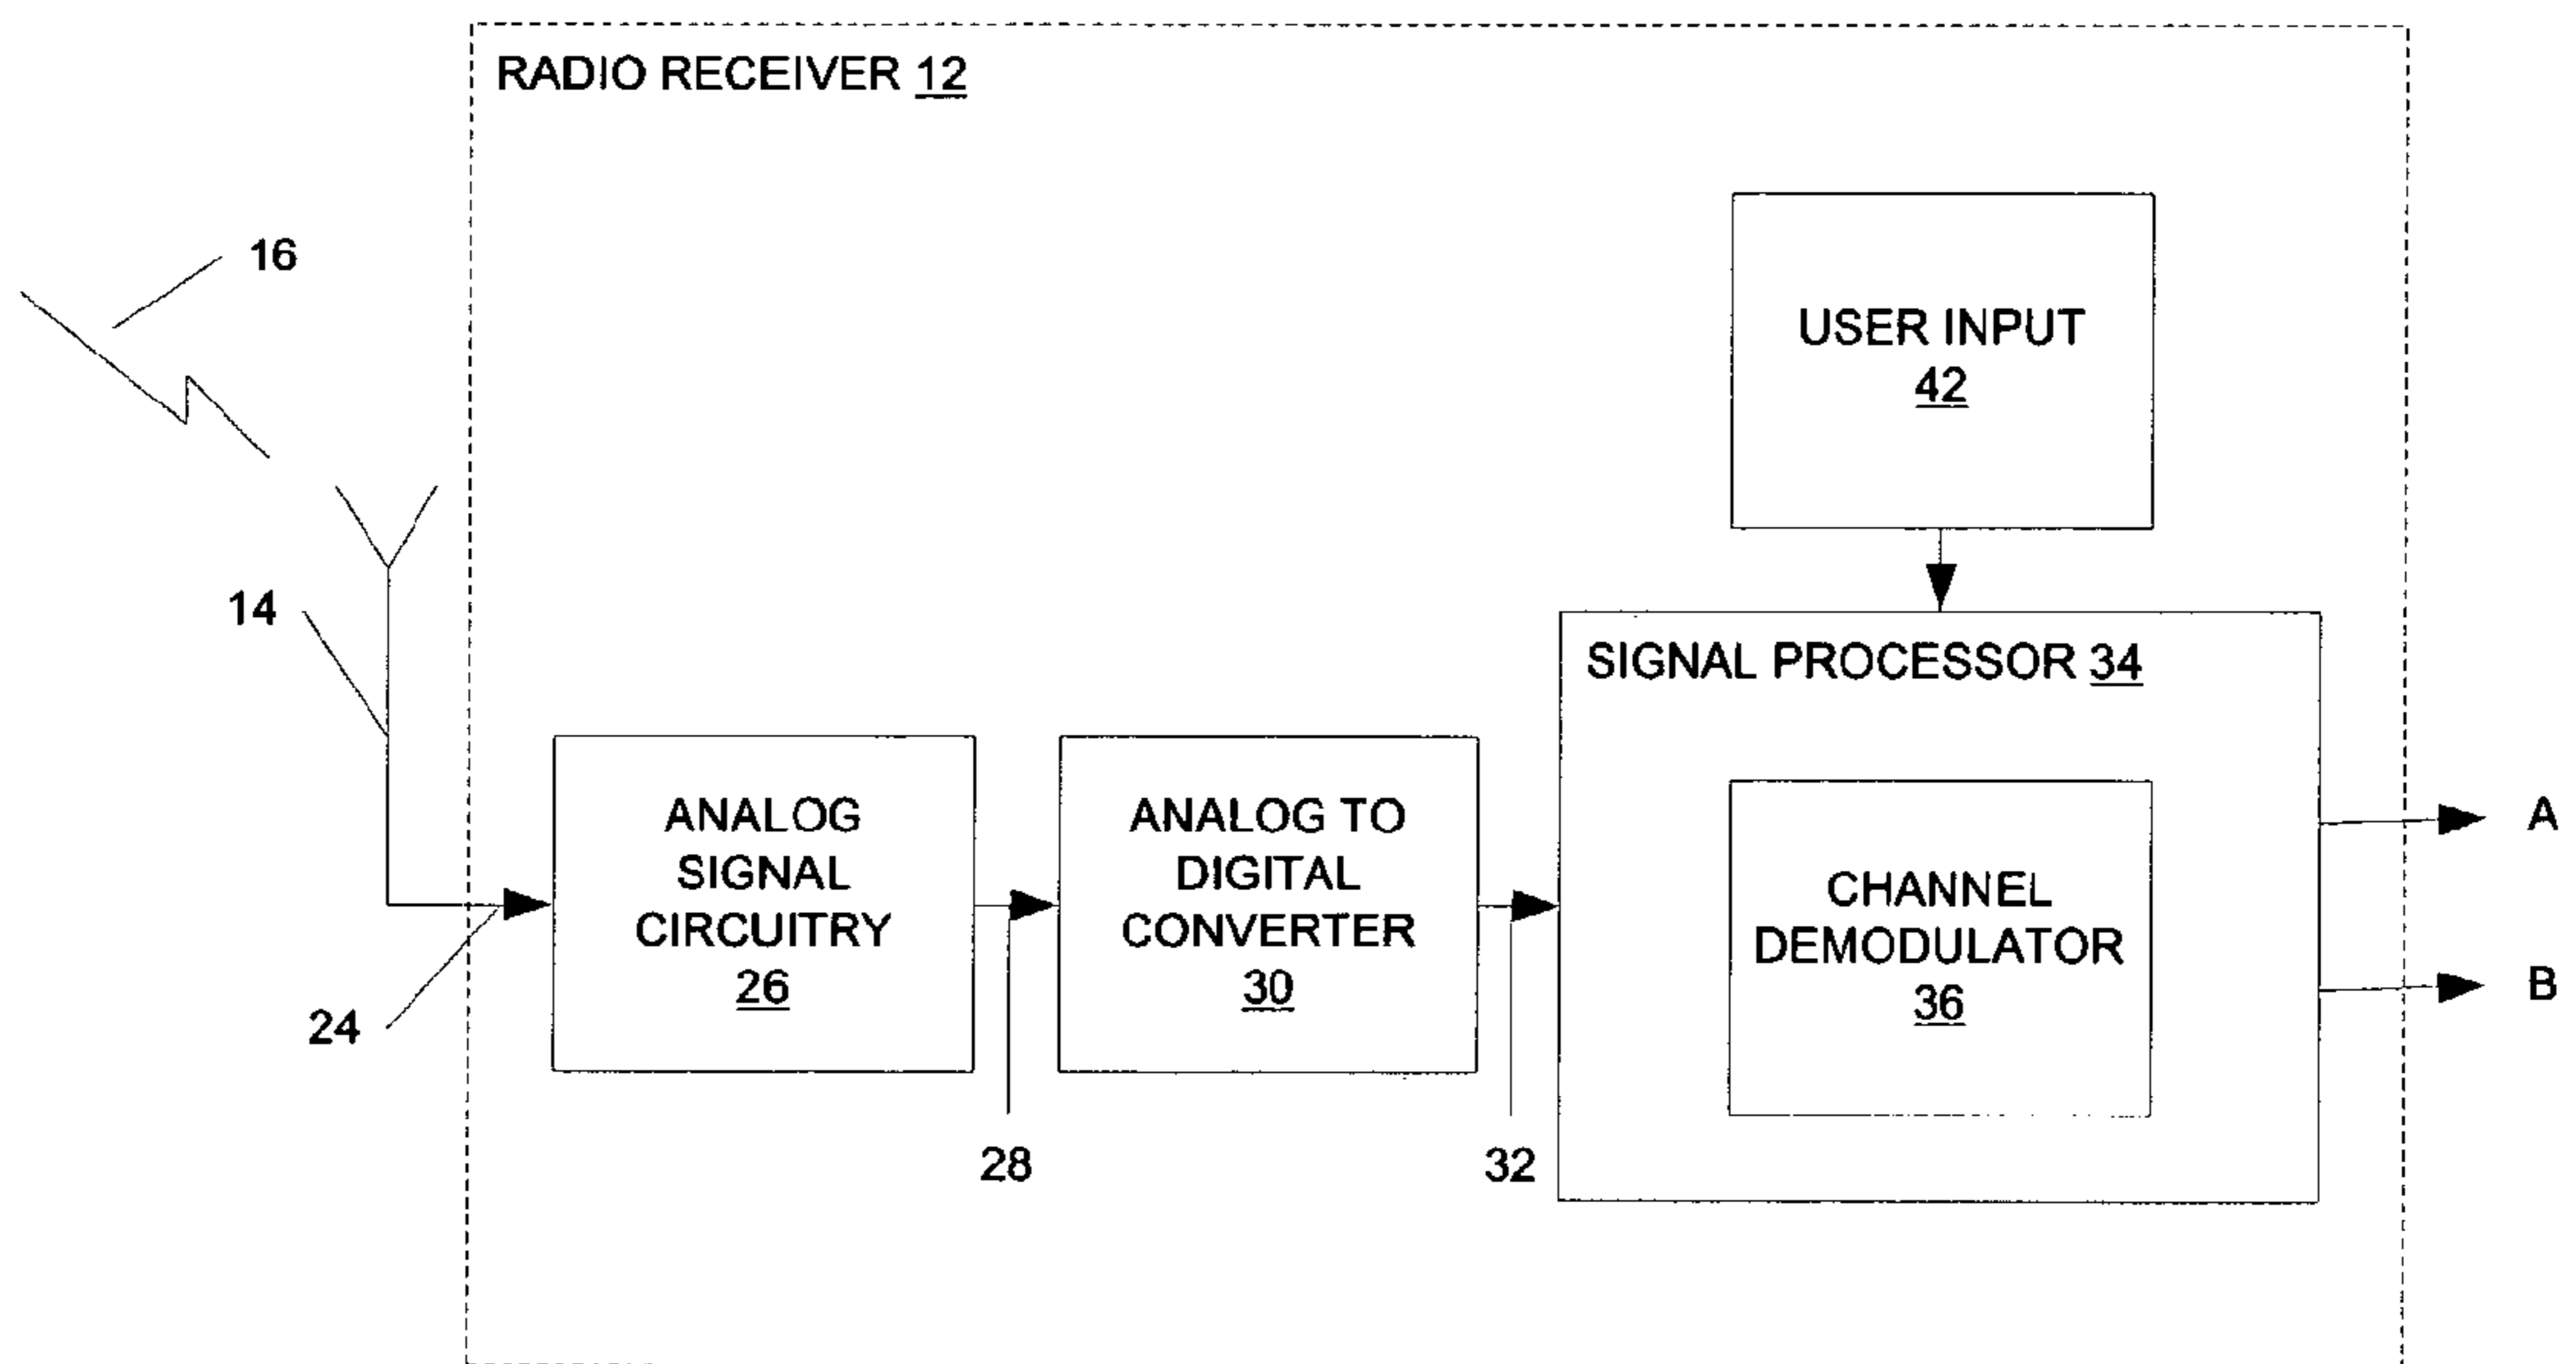 RADIO RECEIVER 12
16
USER INPUT
42
14
SIGNAL PROCESSOR 34
ANALOG
SIGNAL
CIRCUITRY
26
ANALOG TO
DIGITAL
CONVERTER
30
CHANNEL
DEMODULATOR
36
A
B
24
28
32